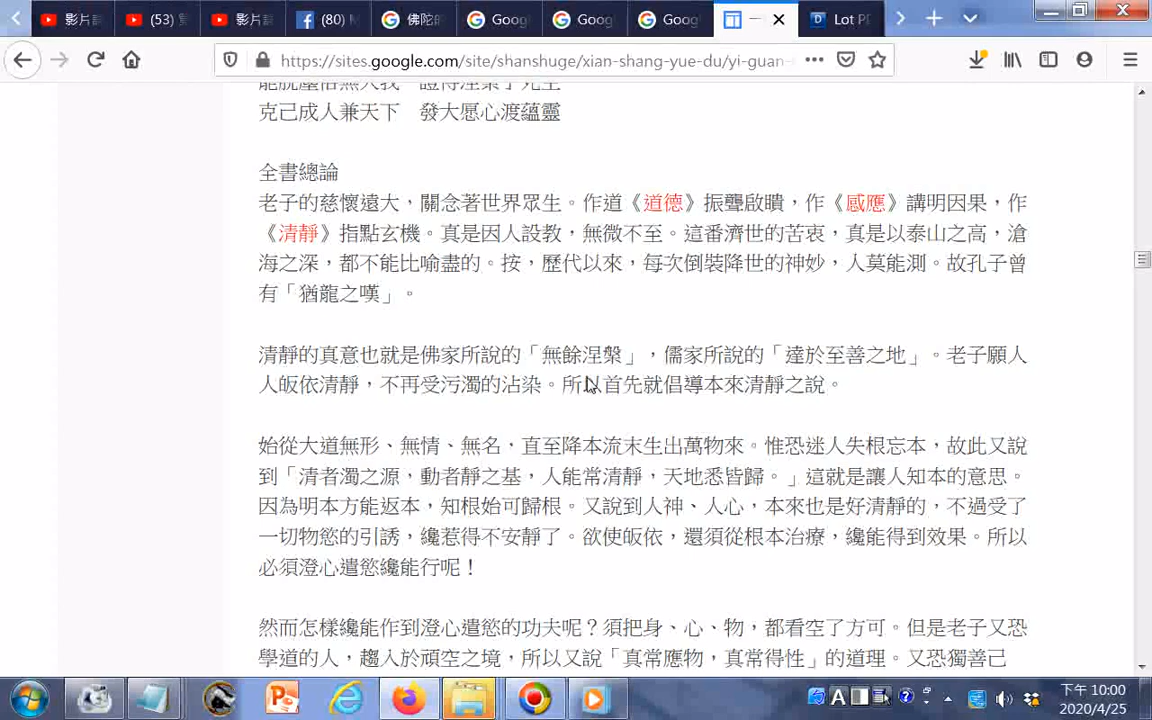 影片
(53)
影片
(80)
佛陀
Goog
Goog
Goog
Lot P
https://sites.google.com/site/shanshuge/xian-shang-yue-du/yi-guan-
克己成人兼天下　發大愿心渡蘊靈
全書總論
老子的慈懷遠大，關念著世界眾生。作道《道德》振聾啟瞶，作《感應》講明因果，作
《清靜》指點玄機。真是因人設教，無微不至。這番濟世的苦衷，真是以泰山之高，滄
海之深，都不能比喻盡的。按，歷代以來，每次倒裝降世的神妙，人莫能測。故孔子曾
有「猶龍之嘆」。
清靜的真意也就是佛家所說的「無餘涅槃」，儒家所說的「達於至善之地」。老子願人
人皈依清靜，不再受污濁的沾染。所以首先就倡導本來清靜之說。
始從大道無形、無情、無名，直至降本流末生出萬物來。惟恐迷人失根忘本，故此又說
到「清者濁之源，動者靜之基，人能常清靜，天地悉皆歸。」這就是讓人知本的意思。
因為明本方能返本，知根始可歸根。又說到人神、人心，本來也是好清靜的，不過受了
一切物慾的引誘，纔惹得不安靜了。欲使皈依，還須從根本治療，纔能得到效果。所以
必須澄心遣慾纔能行呢！
然而怎樣纔能作到澄心遣慾的功夫呢？須把身、心、物，都看空了方可。但是老子又恐
學道的人，趨入於頑空之境，所以又說「真常應物，真常得性」的道理。又恐獨善己
下午 10:00
2020/4/25